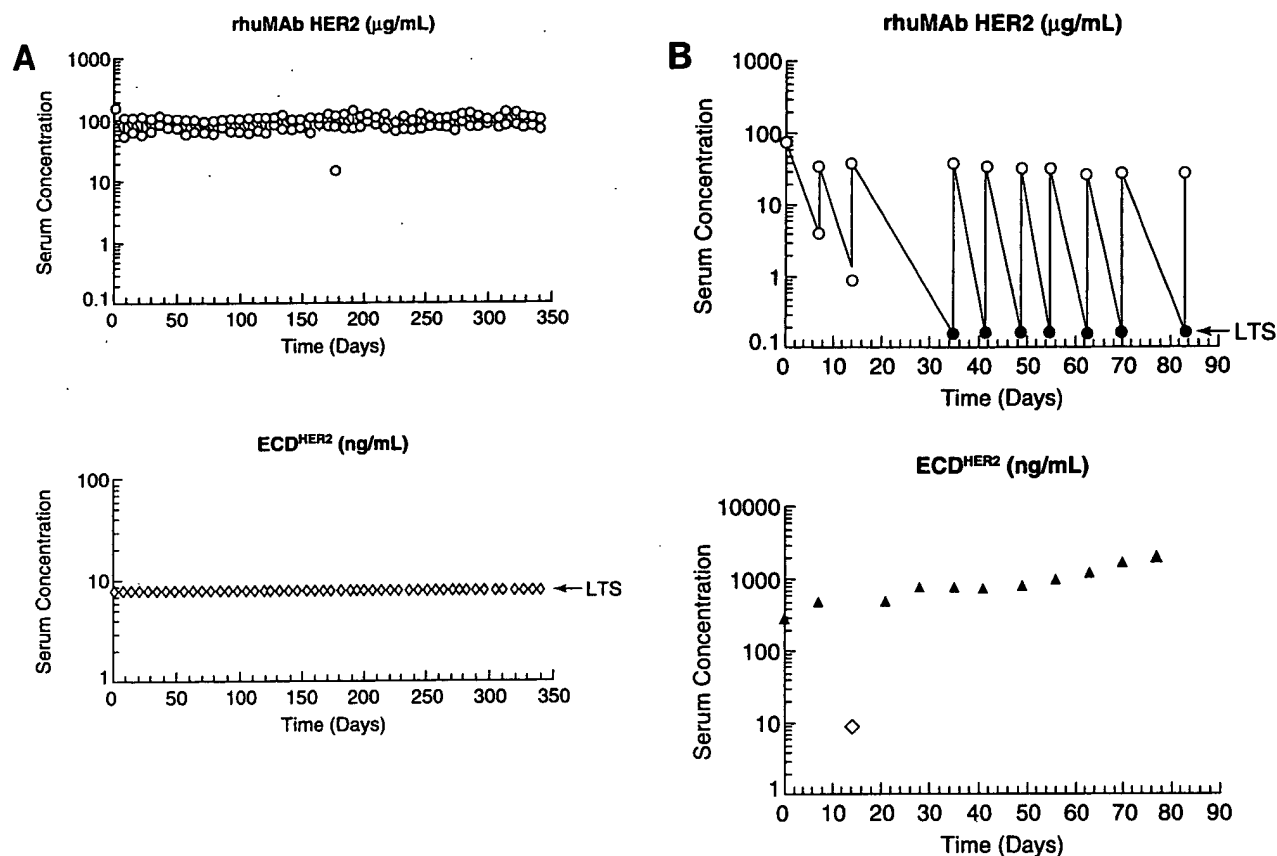 A
rhuMAb HER2 (μg/mL)
Serum Concentration
1000
100
10
1
0.1
0 50 100 150 200 250 300 350
Time (Days)
ECDHER2 (ng/mL)
Serum Concentration
100
10
1
LTS
0 50 100 150 200 250 300 350
Time (Days)
B
rhuMAb HER2 (μg/mL)
Serum Concentration
1000
100
10
1
0.1
LTS
0 10 20 30 40 50 60 70 80 90
Time (Days)
ECDHER2 (ng/mL)
Serum Concentration
10000
1000
100
10
1
0 10 20 30 40 50 60 70 80 90
Time (Days)